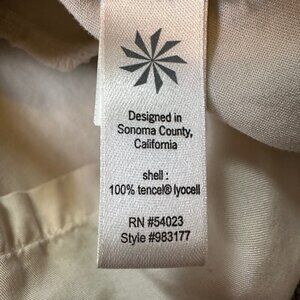 Designed in
Sonoma County,
California
shell :
100% tencel® lyocell
RN #54023
Style #983177